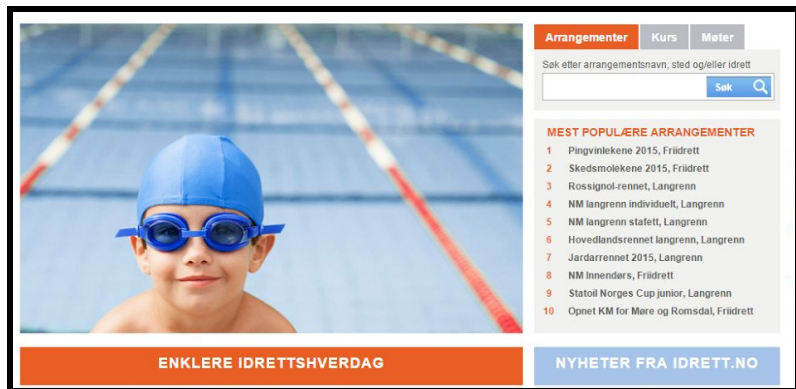 Arrangementer Kurs Møter
Søk etter arrangementsnavn, sted og/eller idrett
Søk
MEST POPULÆRE ARRANGEMENTER
1 Pingvinlekene 2015, Friidrett
2 Skedsmolekene 2015, Friidrett
3 Rossignol-rennet, Langrenn
4 NM langrenn individuelt, Langrenn
5 NM langrenn stafett, Langrenn
6 Hovedlandsrennet langrenn, Langrenn
7 Jardarrennet 2015, Langrenn
8 NM Innendørs, Friidrett
9 Statoil Norges Cup junior, Langrenn
10 Opnet KM for Møre og Romsdal, Friidrett
ENKLERE IDRETTSHVERDAG
NYHETER FRA IDRETT.NO